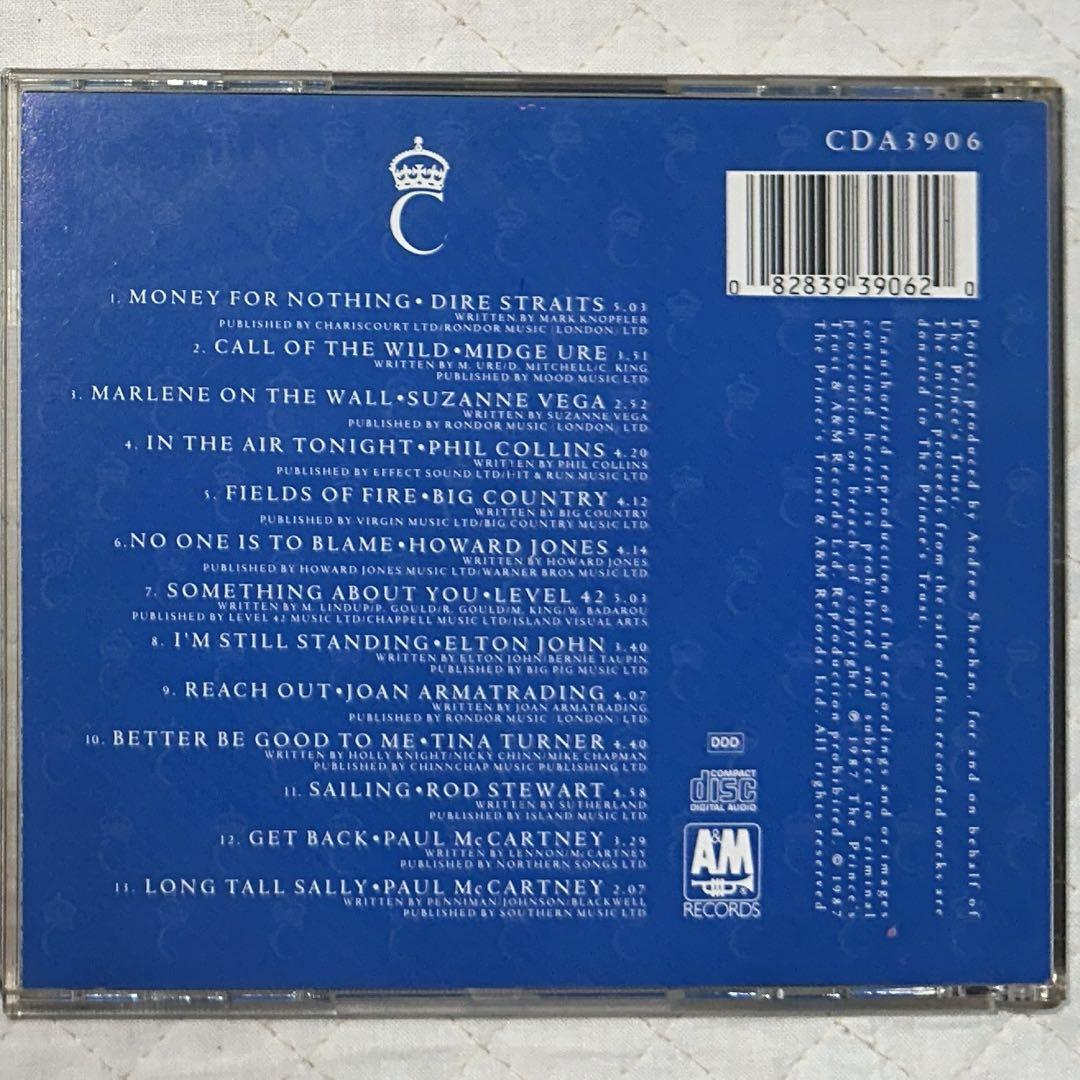 CDA3906
C
0 82839 39062 0
1. MONEY FOR NOTHING • DIRE STRAITS 5.03
WRITTEN BY MARK KNOPFLER
PUBLISHED BY CHARISCOURT LTD/RONDOR MUSIC (LONDON) LTD
2. CALL OF THE WILD • MIDGE URE 3.51
WRITTEN BY M. URE/D. MITCHELL/C. KING
PUBLISHED BY MOOD MUSIC LTD
3. MARLENE ON THE WALL • SUZANNE VEGA 2.52
WRITTEN BY SUZANNE VEGA
PUBLISHED BY RONDOR MUSIC (LONDON) LTD
4. IN THE AIR TONIGHT • PHIL COLLINS 4.20
WRITTEN BY PHIL COLLINS
PUBLISHED BY EFFECT SOUND LTD/HIT & RUN MUSIC LTD
5. FIELDS OF FIRE • BIG COUNTRY 4.12
WRITTEN BY BIG COUNTRY
PUBLISHED BY VIRGIN MUSIC LTD/BIG COUNTRY MUSIC LTD
6. NO ONE IS TO BLAME • HOWARD JONES 4.14
WRITTEN BY HOWARD JONES
PUBLISHED BY HOWARD JONES MUSIC LTD/WARNER BROS MUSIC LTD
7. SOMETHING ABOUT YOU • LEVEL 42 5.03
WRITTEN BY M. LINDUP/P. GOULD/R. GOULD/M. KING/W. BADAROU
PUBLISHED BY LEVEL 42 MUSIC LTD/CHAPPELL MUSIC LTD/ISLAND VISUAL ARTS
8. I'M STILL STANDING • ELTON JOHN 3.40
WRITTEN BY ELTON JOHN/BERNIE TAUPIN
PUBLISHED BY BIG PIG MUSIC LTD
9. REACH OUT • JOAN ARMATRADING 4.07
WRITTEN BY JOAN ARMATRADING
PUBLISHED BY RONDOR MUSIC (LONDON) LTD
10. BETTER BE GOOD TO ME • TINA TURNER 4.40
WRITTEN BY HOLLY KNIGHT/NICKY CHINN/MIKE CHAPMAN
PUBLISHED BY CHINNCHAP MUSIC PUBLISHING LTD
11. SAILING • ROD STEWART 4.58
WRITTEN BY SUTHERLAND
PUBLISHED BY ISLAND MUSIC LTD
12. GET BACK • PAUL McCARTNEY 3.29
WRITTEN BY LENNON/McCARTNEY
PUBLISHED BY NORTHERN SONGS LTD
13. LONG TALL SALLY • PAUL McCARTNEY 2.07
WRITTEN BY PENNIMAN/JOHNSON/BLACKWELL
PUBLISHED BY SOUTHERN MUSIC LTD
Project produced by Andrew Sheehan, for and on behalf of
The Prince's Trust.
The entire proceeds from the sale of this recorded works are
donated to The Prince's Trust.
Unauthorized reproduction of the recordings and or images
contained herein is prohibited and subject to criminal
prosecution on breach of copyright. ℗ 1987 The Prince's
Trust & A&M Records Ltd. Reproduction prohibited. © 1987
The Prince's Trust & A&M Records Ltd. All rights reserved
DDD
COMPACT
disc
DIGITAL AUDIO
A&M
RECORDS